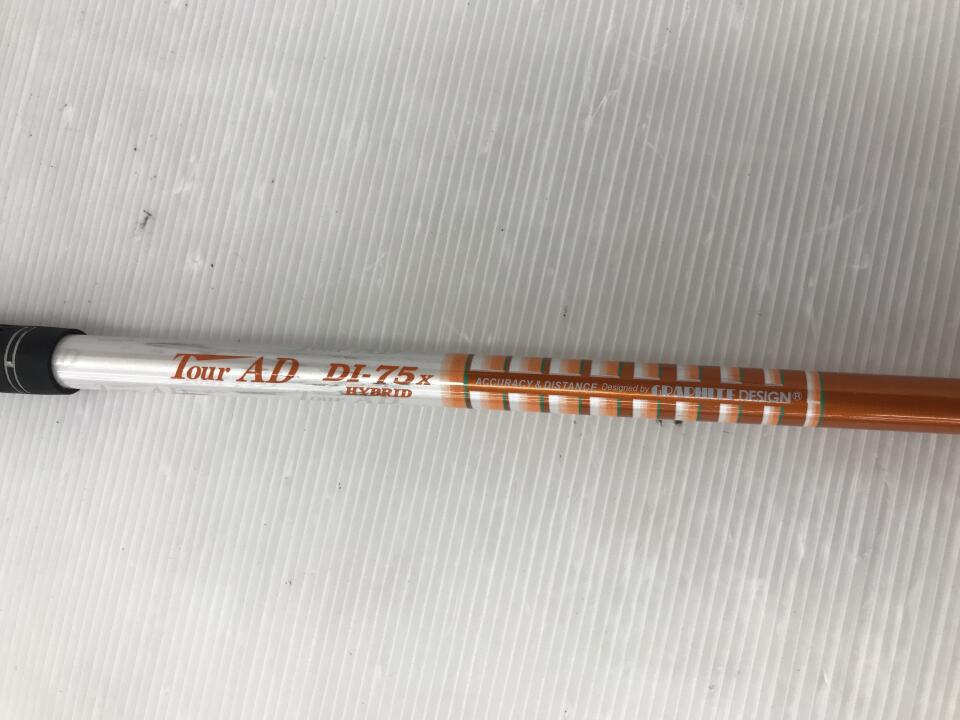 Tour AD DI-75x
HYBRID
ACCURACY & DISTANCE Designed by GRAPHITE DESIGN®